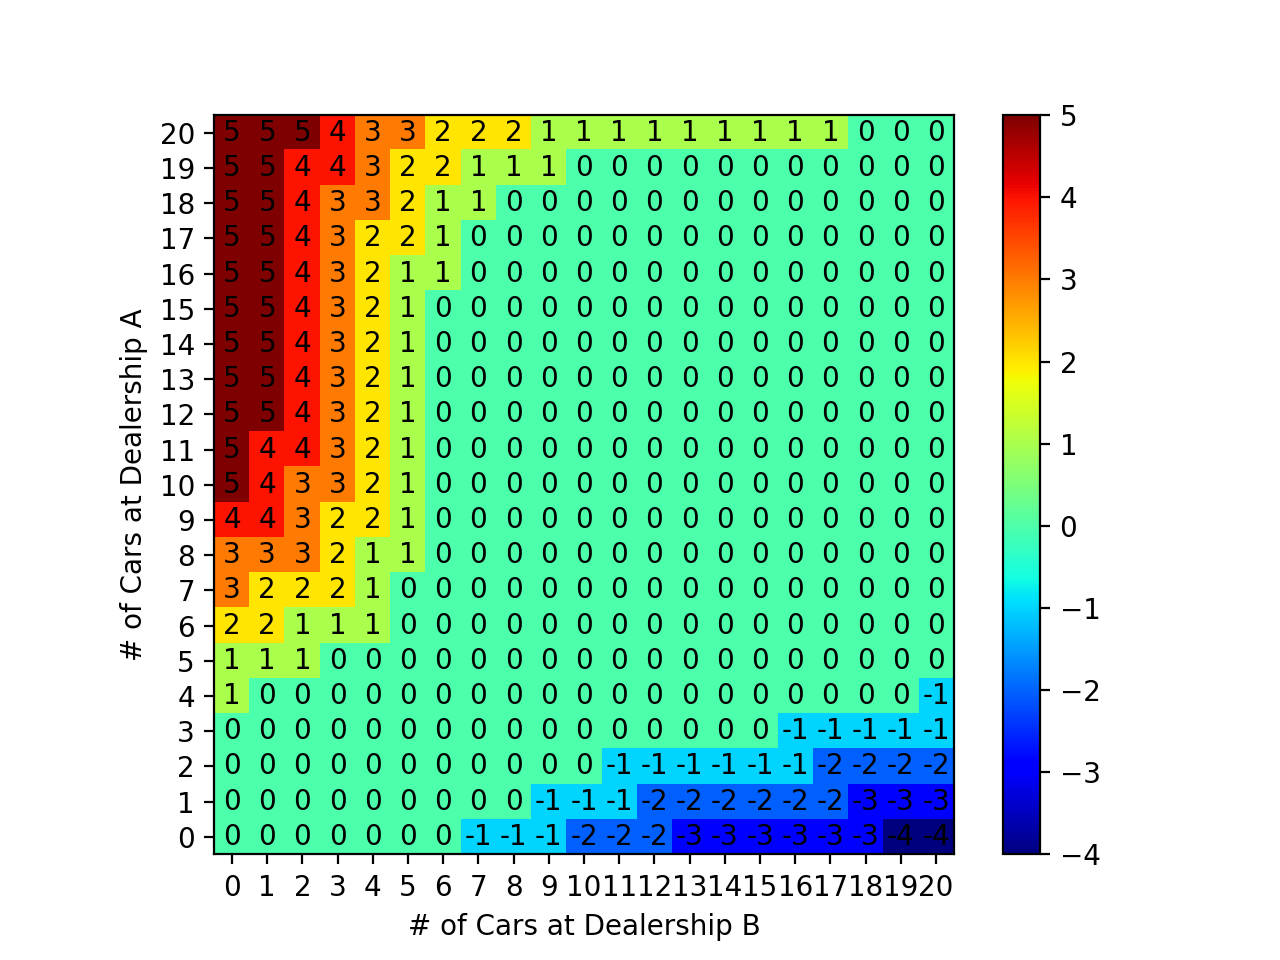 20 5 5 5 4 3 3 2 2 2 1 1 1 1 1 1 1 1 1 0 0 0 5
19 5 5 4 4 3 2 2 1 1 1 0 0 0 0 0 0 0 0 0 0 0
18 5 5 4 3 3 2 1 1 0 0 0 0 0 0 0 0 0 0 0 0 0 4
17 5 5 4 3 2 2 1 0 0 0 0 0 0 0 0 0 0 0 0 0 0
16 5 5 4 3 2 1 1 0 0 0 0 0 0 0 0 0 0 0 0 0 0 3
15 5 5 4 3 2 1 0 0 0 0 0 0 0 0 0 0 0 0 0 0 0
14 5 5 4 3 2 1 0 0 0 0 0 0 0 0 0 0 0 0 0 0 0
13 5 5 4 3 2 1 0 0 0 0 0 0 0 0 0 0 0 0 0 0 0 2
12 5 5 4 3 2 1 0 0 0 0 0 0 0 0 0 0 0 0 0 0 0
11 5 4 4 3 2 1 0 0 0 0 0 0 0 0 0 0 0 0 0 0 0 1
10 5 4 3 3 2 1 0 0 0 0 0 0 0 0 0 0 0 0 0 0 0
9 4 4 3 2 2 1 0 0 0 0 0 0 0 0 0 0 0 0 0 0 0 0
8 3 3 3 2 1 1 0 0 0 0 0 0 0 0 0 0 0 0 0 0 0
7 3 2 2 2 1 0 0 0 0 0 0 0 0 0 0 0 0 0 0 0 0 −1
6 2 2 1 1 1 0 0 0 0 0 0 0 0 0 0 0 0 0 0 0 0
5 1 1 1 0 0 0 0 0 0 0 0 0 0 0 0 0 0 0 0 0 0
4 1 0 0 0 0 0 0 0 0 0 0 0 0 0 0 0 0 0 0 0 -1 −2
3 0 0 0 0 0 0 0 0 0 0 0 0 0 0 0 0 -1 -1 -1 -1 -1
2 0 0 0 0 0 0 0 0 0 0 0 -1 -1 -1 -1 -1 -1 -2 -2 -2 -2 −3
1 0 0 0 0 0 0 0 0 0 -1 -1 -1 -2 -2 -2 -2 -2 -2 -3 -3 -3
0 0 0 0 0 0 0 0 -1 -1 -1 -2 -2 -2 -3 -3 -3 -3 -3 -3 -4 -4 −4
0 1 2 3 4 5 6 7 8 9 10 11 12 13 14 15 16 17 18 19 20
# of Cars at Dealership A
# of Cars at Dealership B